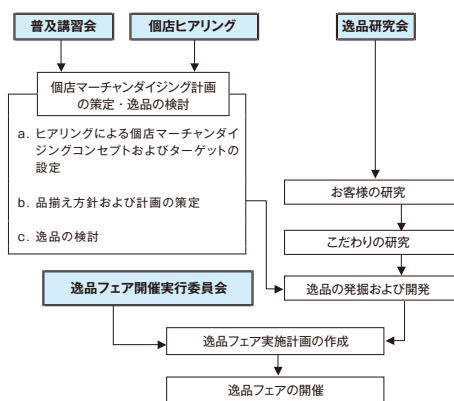 普及講習会
個店ヒアリング
逸品研究会
個店マーチャンダイジング計画
の策定・逸品の検討
a. ヒアリングによる個店マーチャンダイ
ジングコンセプトおよびターゲットの
設定
b. 品揃え方針および計画の策定
c. 逸品の検討
お客様の研究
こだわりの研究
逸品の発掘および開発
逸品フェア開催実行委員会
逸品フェア実施計画の作成
逸品フェアの開催